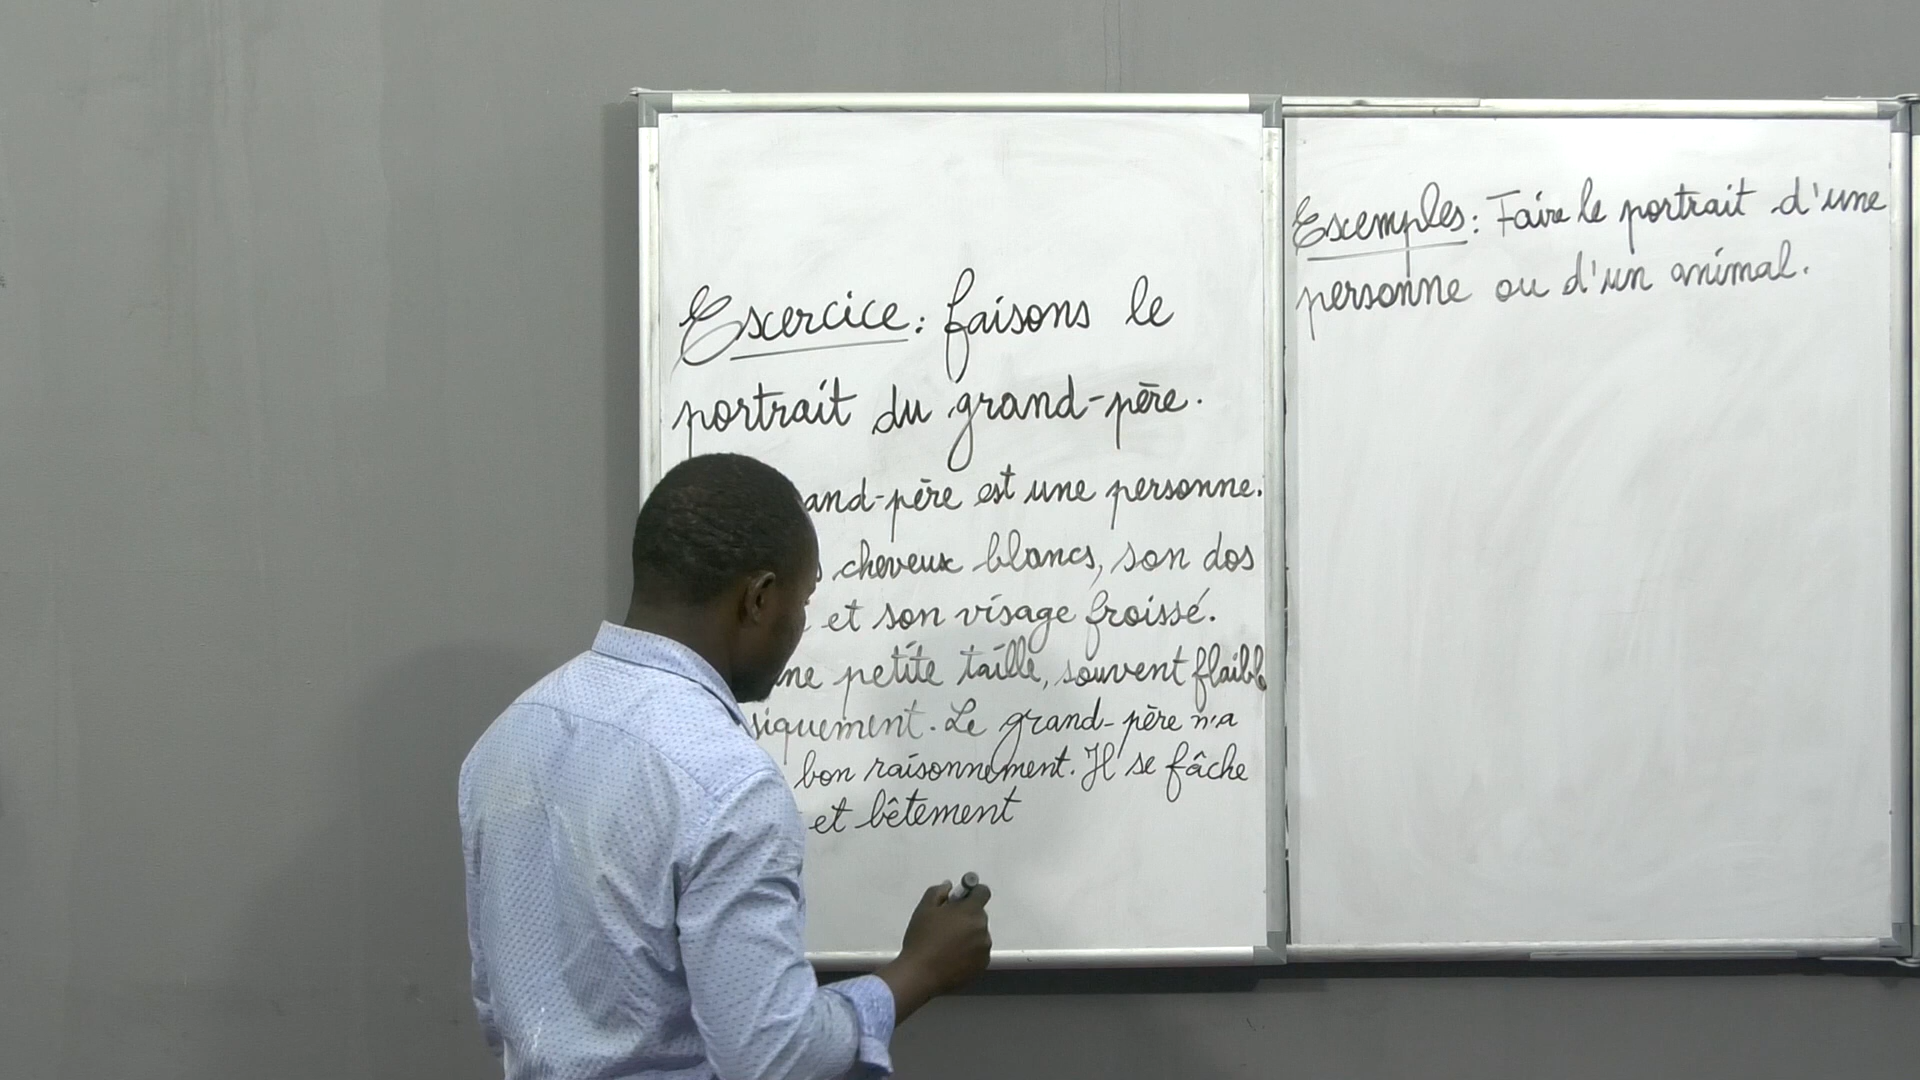 Exercice : faisons le
portrait du grand-père.
and-père est une personne.
s cheveux blancs, son dos
et son visage froissé.
ne petite taille, souvent flaible
siquement. Le grand-père n'a
bon raisonnement. Il se fâche
et bêtement
Exemples : Faire le portrait d'une
personne ou d'un animal.